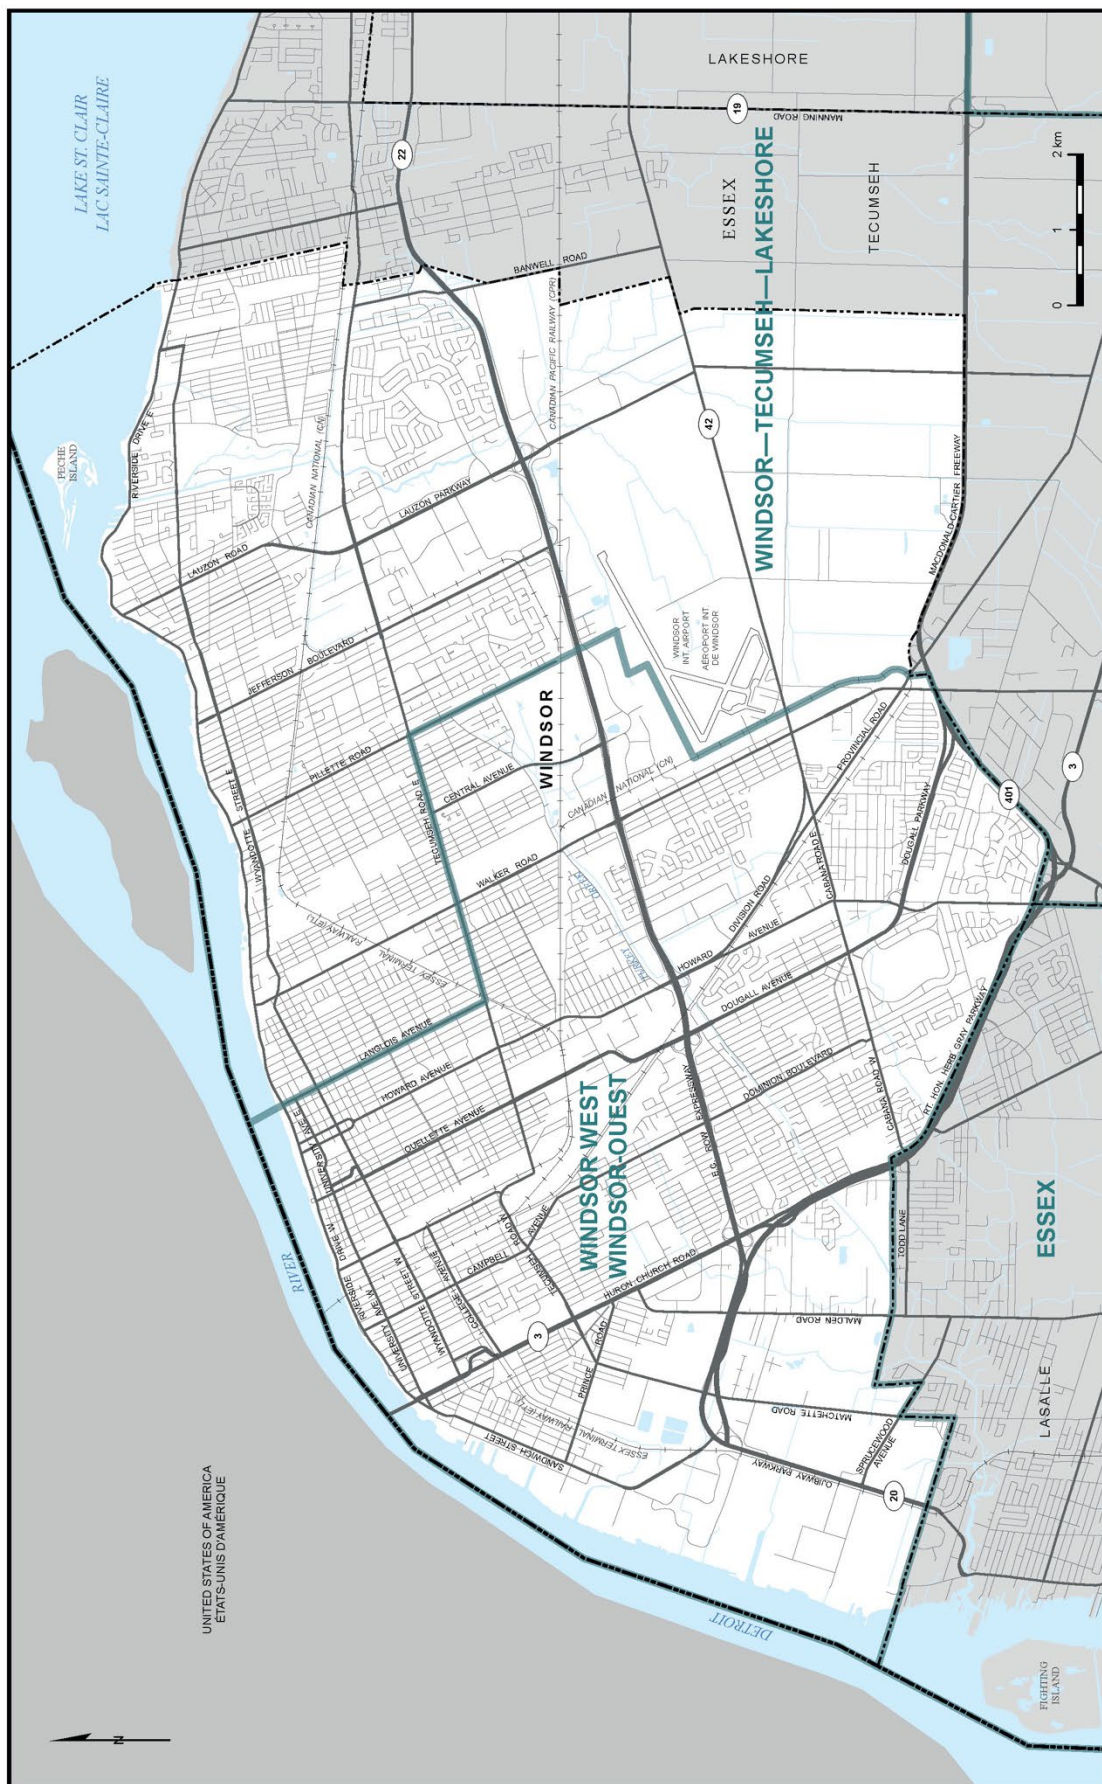 UNITED STATES OF AMERICA
ÉTATS-UNIS D'AMÉRIQUE
N
LAKE ST. CLAIR
LAC SAINTE-CLAIRE
PECHE
ISLAND
RIVER
DETROIT
FIGHTING
ISLAND
LAKESHORE
TECUMSEH
ESSEX
WINDSOR—TECUMSEH—LAKESHORE
WINDSOR
WINDSOR WEST
WINDSOR-OUEST
ESSEX
LASALLE
WINDSOR
INT. AIRPORT
AÉROPORT INT.
DE WINDSOR
MANNING ROAD
19
22
42
401
3
3
20
0
1
2 km
BANWELL ROAD
CANADIAN PACIFIC RAILWAY (CPR)
CANADIAN NATIONAL (CN)
RIVERSIDE DRIVE E
LAUZON ROAD
LAUZON PARKWAY
JEFFERSON BOULEVARD
PILLETTE ROAD
WYANDOTTE STREET E
TECUMSEH ROAD E
CENTRAL AVENUE
CANADIAN NATIONAL (CN)
WALKER ROAD
ESSEX TERMINAL RAILWAY (ETL)
LANGLOIS AVENUE
HOWARD AVENUE
OUELLETTE AVENUE
UNIVERSITY AVE E
RIVERSIDE DRIVE W
UNIVERSITY AVE W
WYANDOTTE STREET W
COLLEGE AVENUE
CAMPBELL AVENUE
TECUMSEH ROAD W
HURON CHURCH ROAD
PRINCE ROAD
ESSEX TERMINAL RAILWAY (ETL)
SANDWICH STREET
OJIBWAY PARKWAY
MATCHETTE ROAD
SPRUCEWOOD
AVENUE
MALDEN ROAD
TODD LANE
E.C. ROW EXPRESSWAY
DOMINION BOULEVARD
DOUGALL AVENUE
HOWARD AVENUE
DIVISION ROAD
TURKEY CREEK
CABANA ROAD E
CABANA ROAD W
PROVINCIAL ROAD
DOUGALL PARKWAY
RT. HON. HERB GRAY PARKWAY
MACDONALD-CARTIER FREEWAY